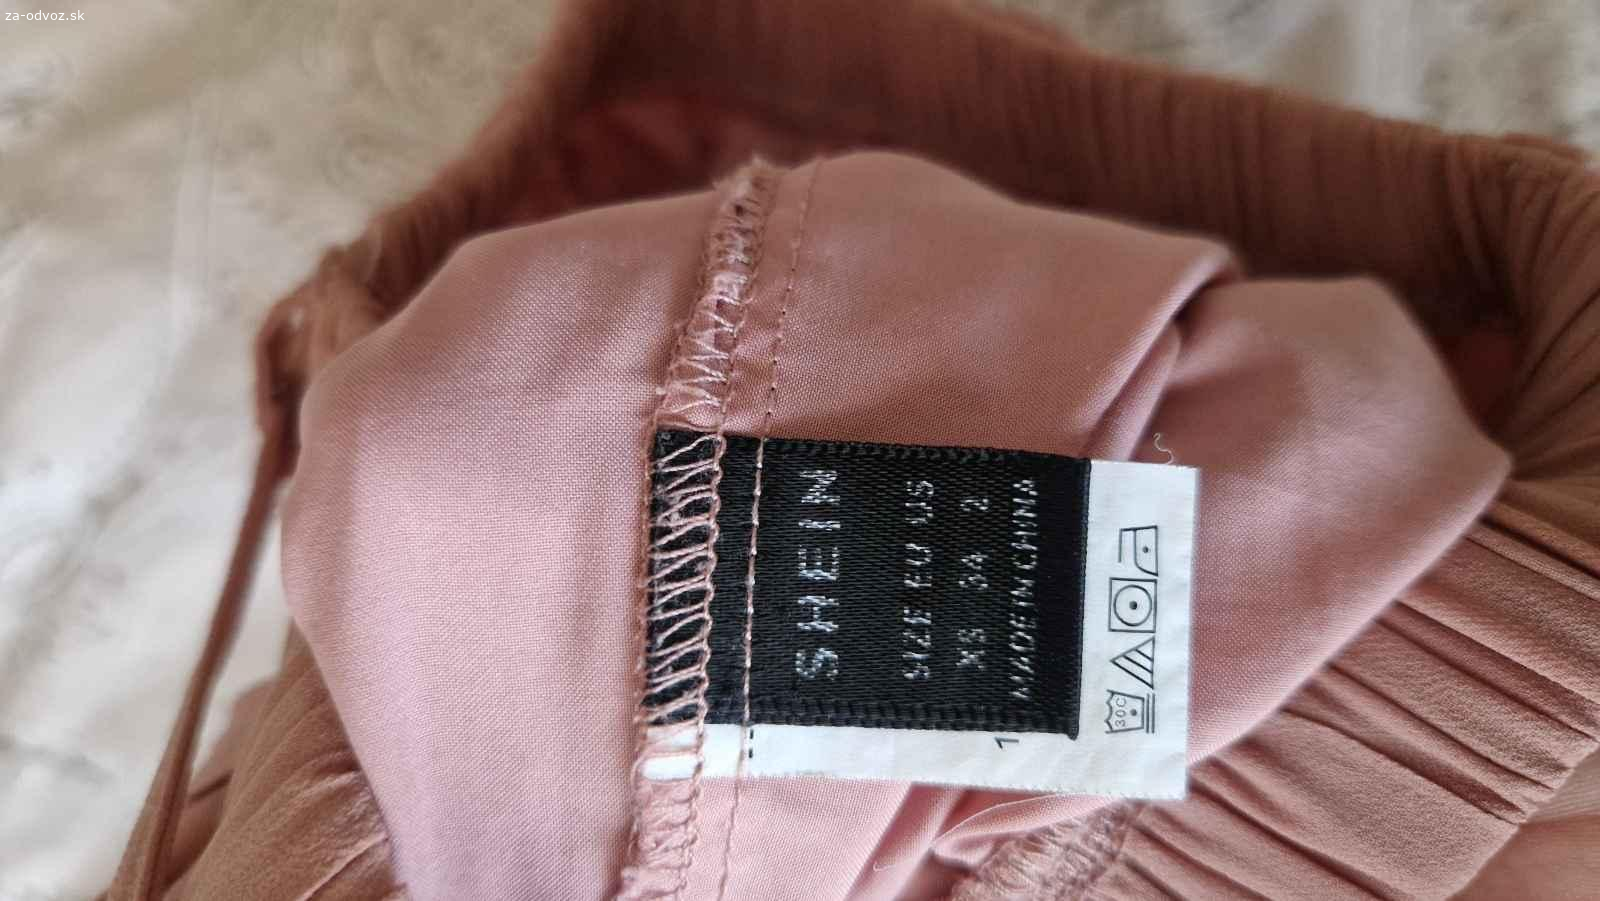 za-odvoz.sk
SHEIN
SIZE EU US
XS 34 2
MADE IN CHINA
30C
1